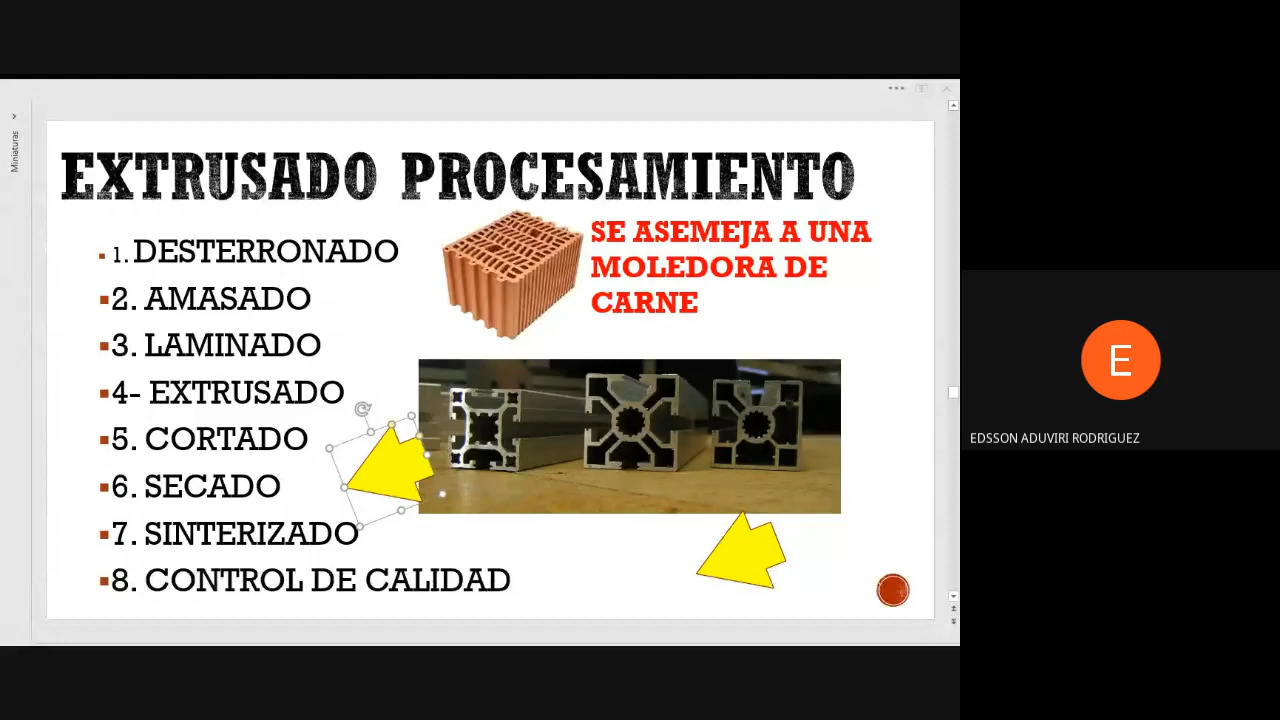 Miniaturas
EXTRUSADO PROCESAMIENTO
1. DESTERRONADO
2. AMASADO
3. LAMINADO
4- EXTRUSADO
5. CORTADO
6. SECADO
7. SINTERIZADO
8. CONTROL DE CALIDAD
SE ASEMEJA A UNA
MOLEDORA DE
CARNE
E
EDSSON ADUVIRI RODRIGUEZ